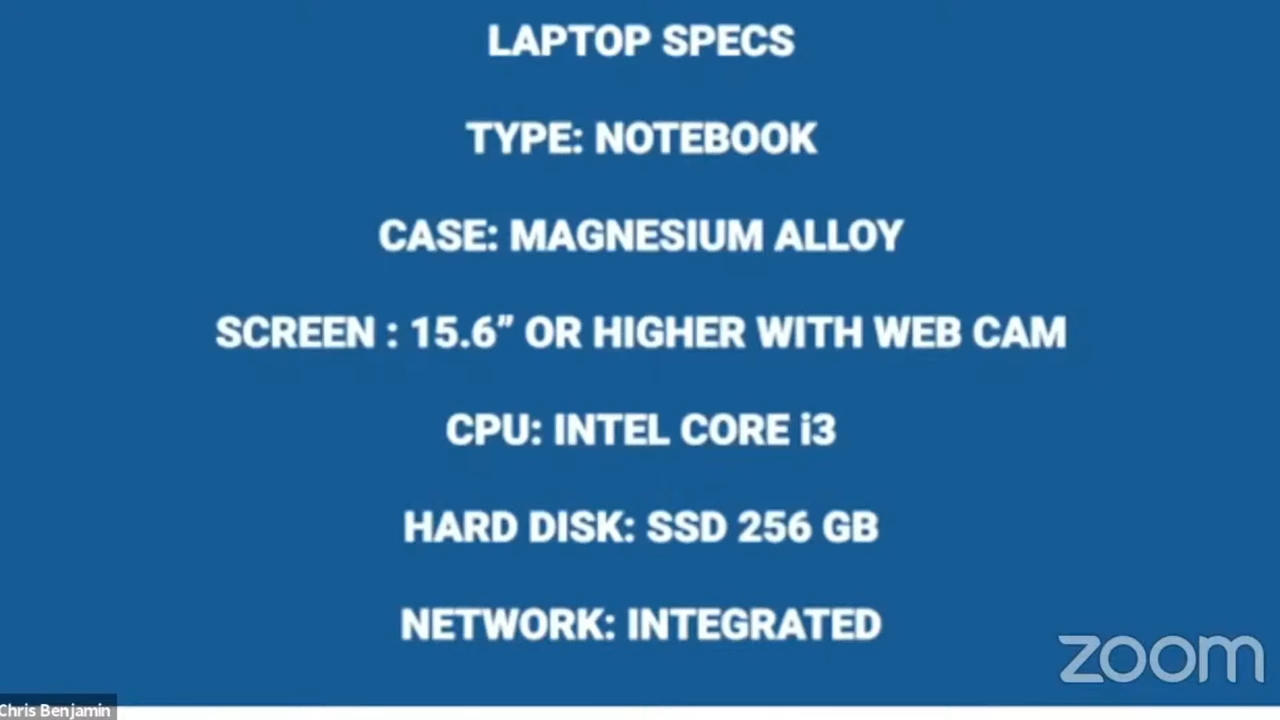 LAPTOP SPECS
TYPE: NOTEBOOK
CASE: MAGNESIUM ALLOY
SCREEN : 15.6” OR HIGHER WITH WEB CAM
CPU: INTEL CORE i3
HARD DISK: SSD 256 GB
NETWORK: INTEGRATED
zoom
Chris Benjamin